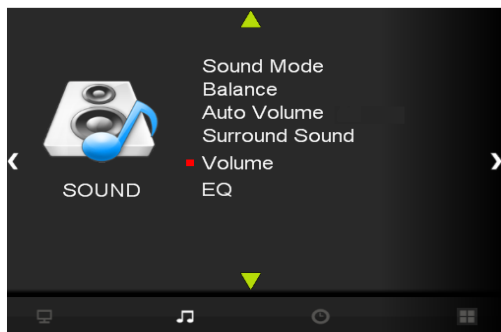 Sound Mode
Balance
Auto Volume
Surround Sound
Volume
SOUND
EQ